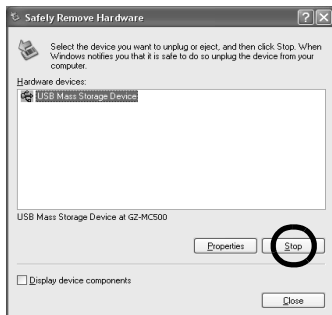 Safely Remove Hardware
Select the device you want to unplug or eject, and then click Stop. When
Windows notifies you that it is safe to do so unplug the device from your
computer.
Hardware devices:
USB Mass Storage Device
USB Mass Storage Device at GZ-MC500
Properties
Stop
Display device components
Close